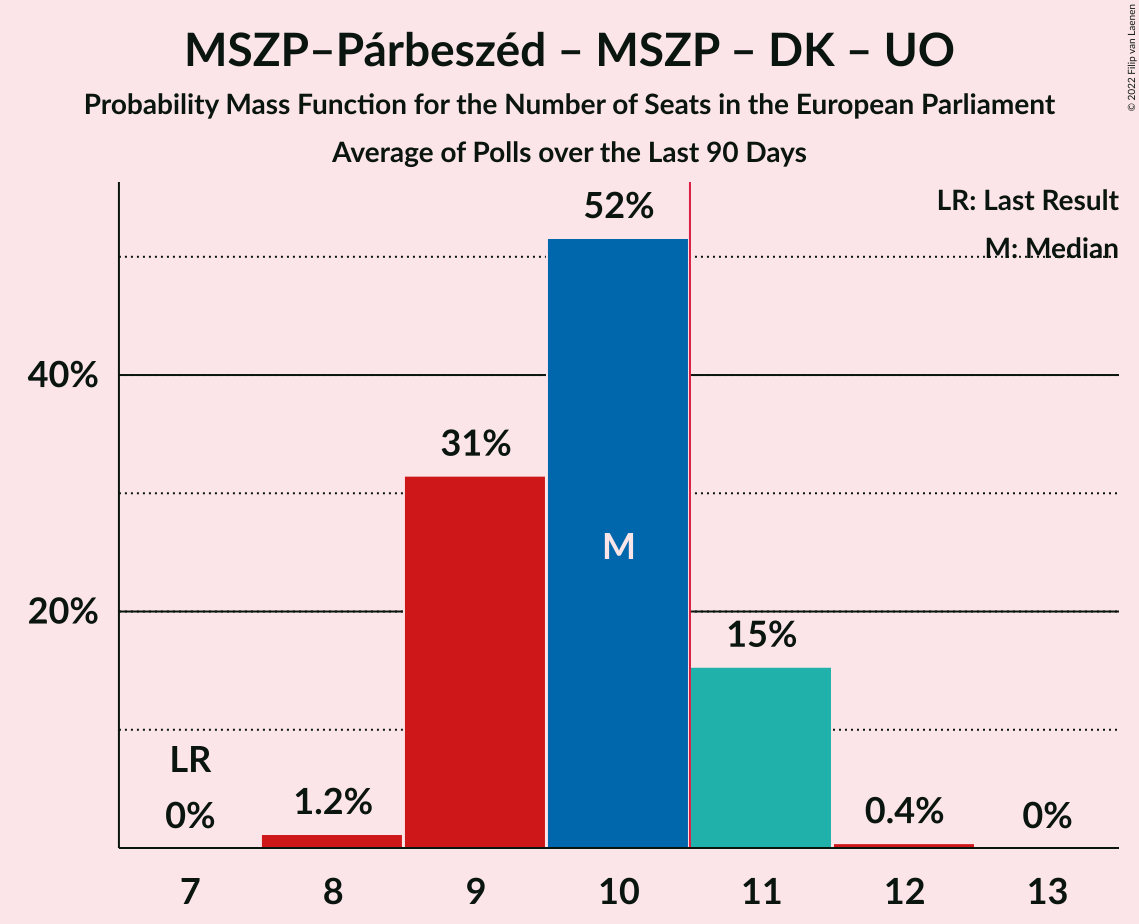 MSZP–Párbeszéd – MSZP – DK – UO
Probability Mass Function for the Number of Seats in the European Parliament
Average of Polls over the Last 90 Days
© 2022 Filip van Laenen
LR: Last Result
M: Median
52%
40%
31%
M
20%
15%
LR
0%
1.2%
0.4%
0%
7
8
9
10
11
12
13